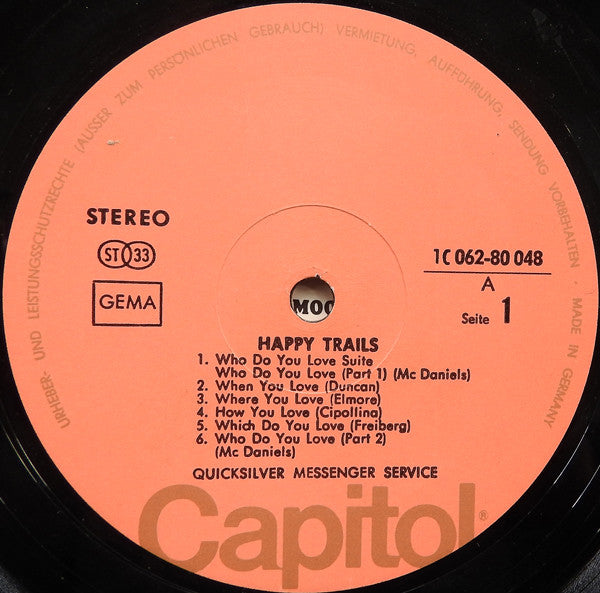 URHEBER- UND LEISTUNGSSCHUTZRECHTE (AUSSER ZUM PERSÖNLICHEN GEBRAUCH) VERMIETUNG, AUFFÜHRUNG, SENDUNG VORBEHALTEN · MADE IN GERMANY
STEREO
ST 33
GEMA
1C 062-80 048
A
Seite 1
MOO
HAPPY TRAILS
1. Who Do You Love Suite
Who Do You Love (Part 1) (Mc Daniels)
2. When You Love (Duncan)
3. Where You Love (Elmore)
4. How You Love (Cipollina)
5. Which Do You Love (Freiberg)
6. Who Do You Love (Part 2)
(Mc Daniels)
QUICKSILVER MESSENGER SERVICE
Capitol®